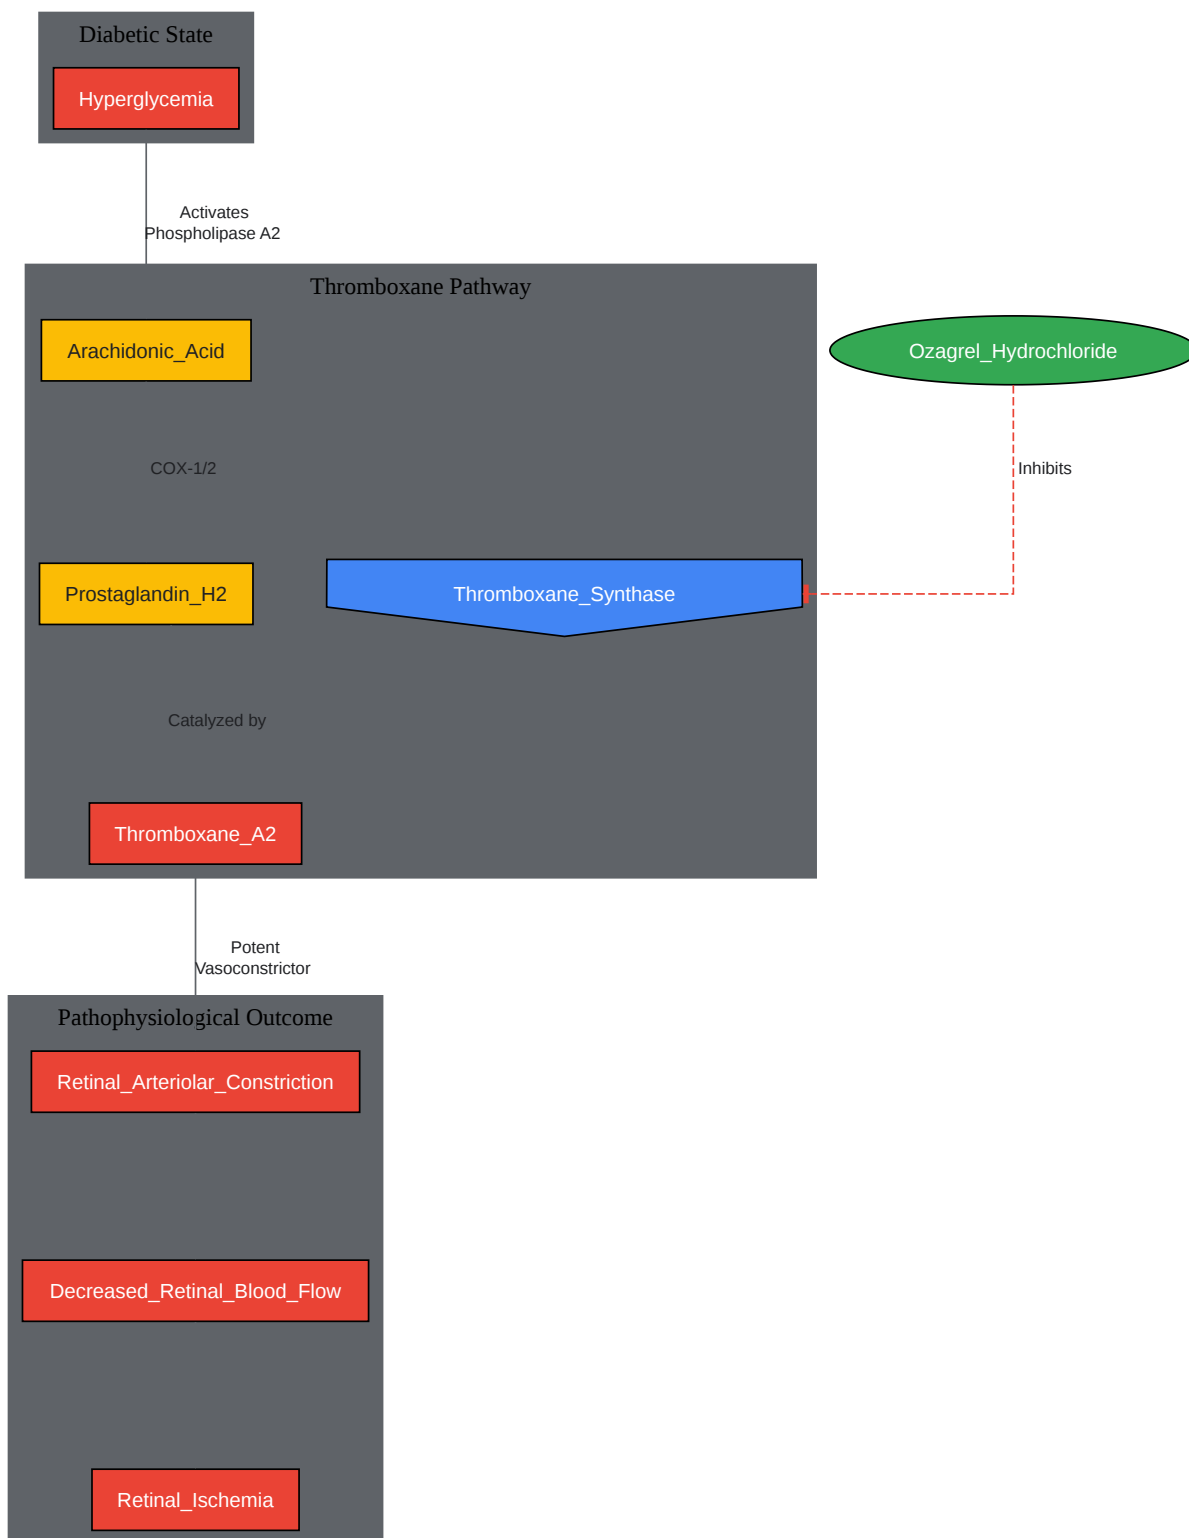 Diabetic State
Hyperglycemia
Activates
Phospholipase A2
Thromboxane Pathway
Arachidonic_Acid
Ozagrel_Hydrochloride
COX-1/2
Inhibits
Prostaglandin_H2
Thromboxane_Synthase
Catalyzed by
Thromboxane_A2
Potent
Vasoconstrictor
Pathophysiological Outcome
Retinal_Arteriolar_Constriction
Decreased_Retinal_Blood_Flow
Retinal_Ischemia